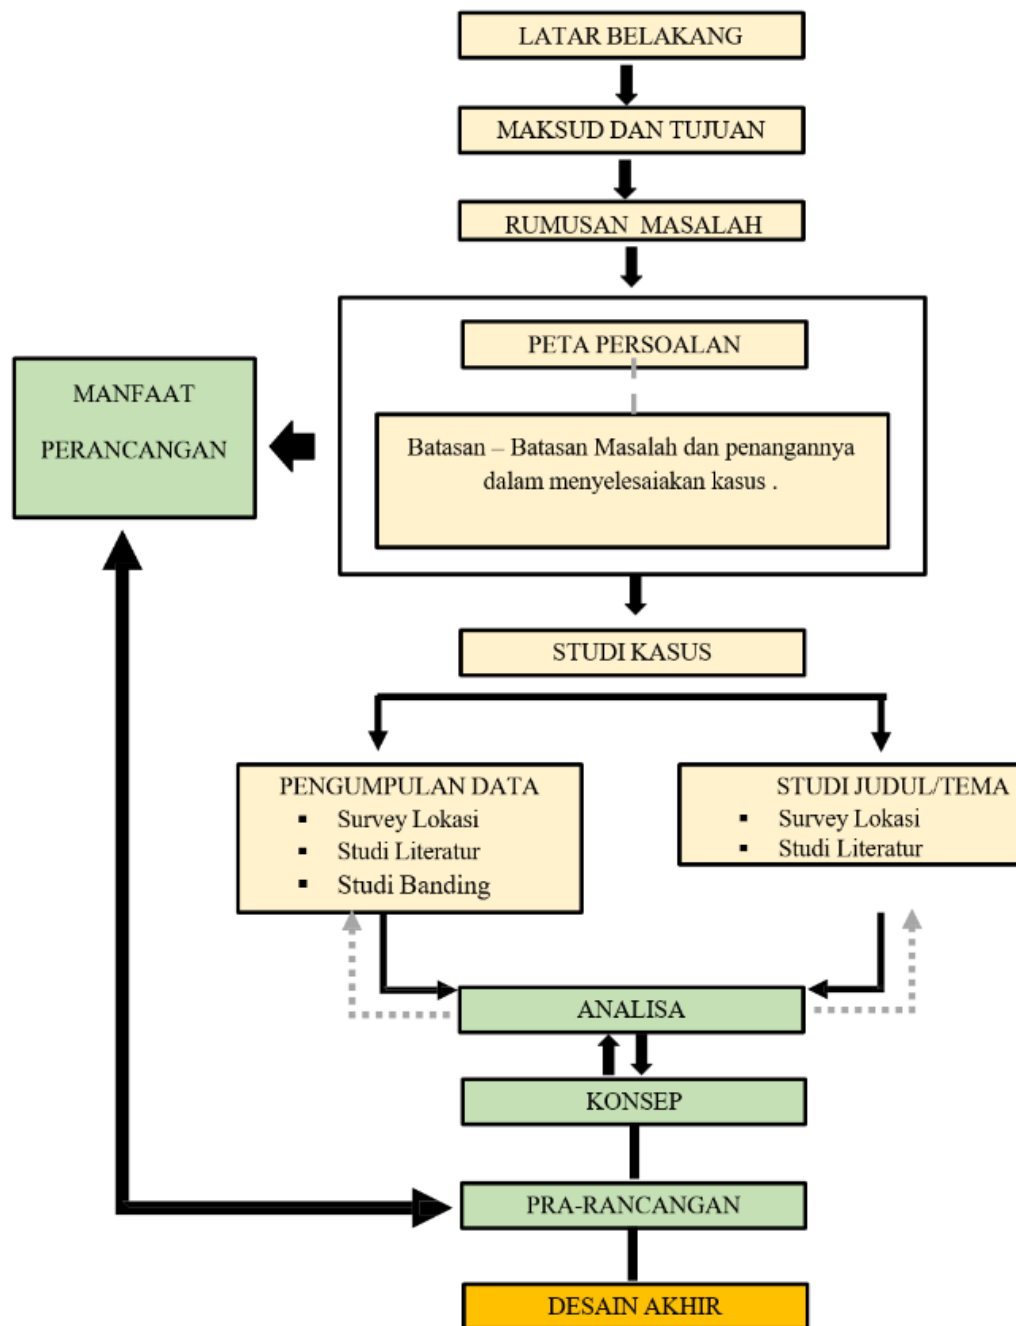 LATAR BELAKANG
MAKSUD DAN TUJUAN
RUMUSAN MASALAH
PETA PERSOALAN
MANFAAT
PERANCANGAN
Batasan – Batasan Masalah dan penangannya
dalam menyelesaiakan kasus .
STUDI KASUS
PENGUMPULAN DATA
▪ Survey Lokasi
▪ Studi Literatur
▪ Studi Banding
STUDI JUDUL/TEMA
▪ Survey Lokasi
▪ Studi Literatur
ANALISA
KONSEP
PRA-RANCANGAN
DESAIN AKHIR